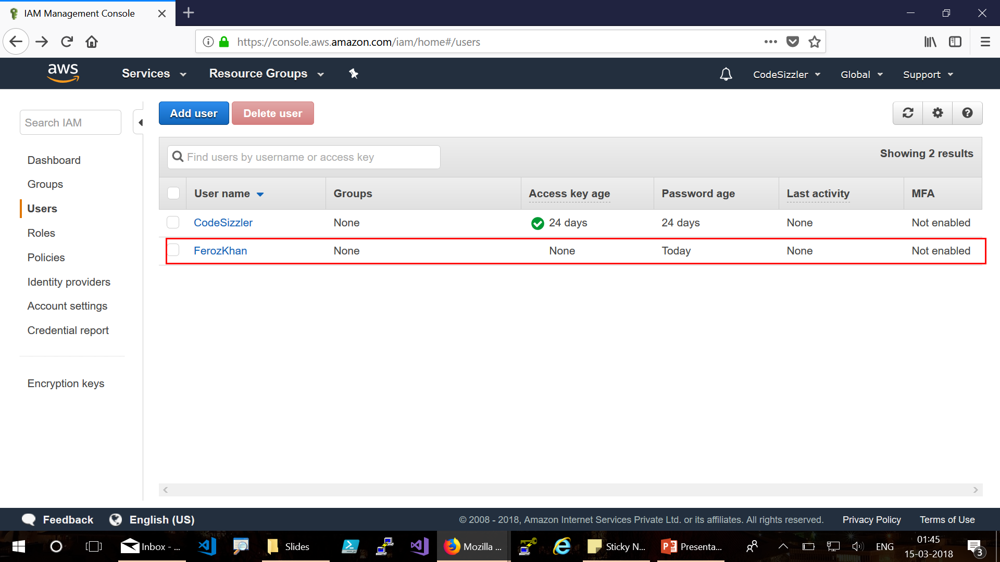 IAM Management Console
https://console.aws.amazon.com/iam/home#/users
aws Services Resource Groups CodeSizzler Global Support
Search IAM
Dashboard
Groups
Users
Roles
Policies
Identity providers
Account settings
Credential report
Encryption keys
Add user Delete user
Find users by username or access key Showing 2 results
User name Groups Access key age Password age Last activity MFA
CodeSizzler None 24 days 24 days None Not enabled
FerozKhan None None Today None Not enabled
Feedback English (US) © 2008 - 2018, Amazon Internet Services Private Ltd. or its affiliates. All rights reserved. Privacy Policy Terms of Use
Inbox - ... Slides Mozilla ... Sticky N... Presenta... ENG 01:45
15-03-2018 3